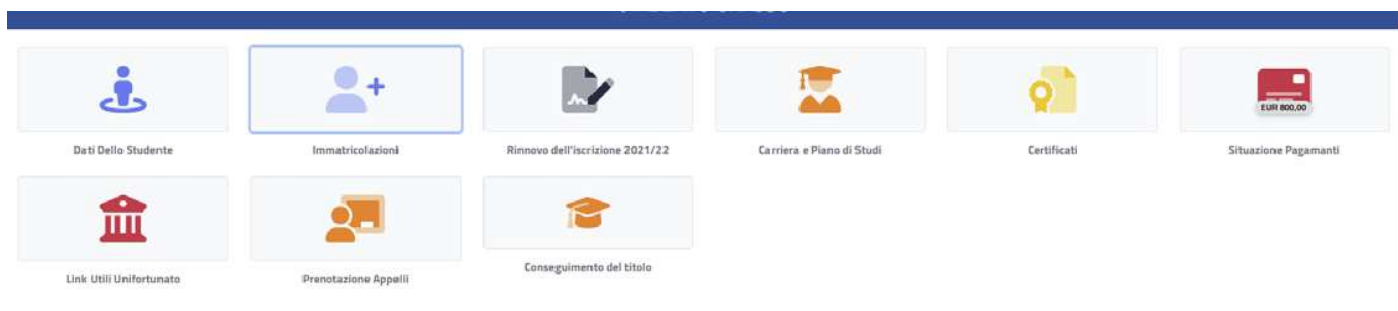 Dati Dello Studente
Immatricolazioni
Rinnovo dell'iscrizione 2021/22
Carriera e Piano di Studi
Certificati
EUR 800,00
Situazione Pagamanti
Link Utili Unifortunato
Prenotazione Appelli
Conseguimento del titolo